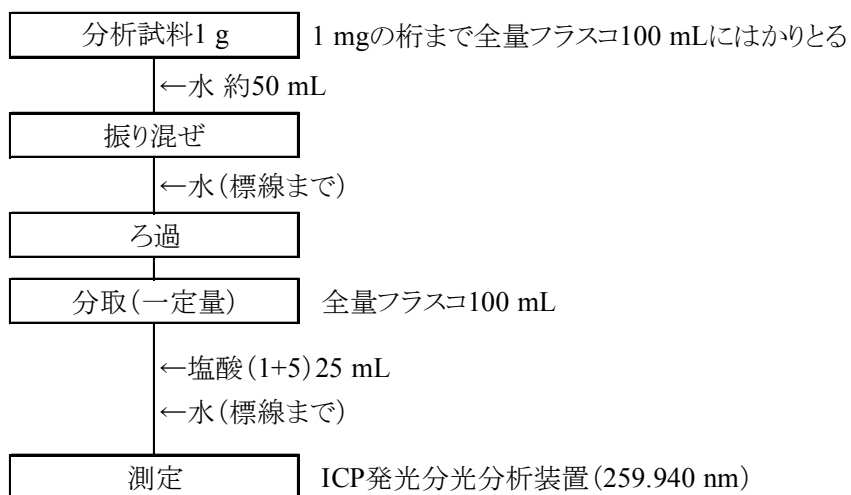 分析試料1 g 1 mgの桁まで全量フラスコ100 mLにはかりとる
←水 約50 mL
振り混ぜ
←水(標線まで)
ろ過
分取(一定量) 全量フラスコ100 mL
←塩酸(1+5)25 mL
←水(標線まで)
測定 ICP発光分光分析装置(259.940 nm)